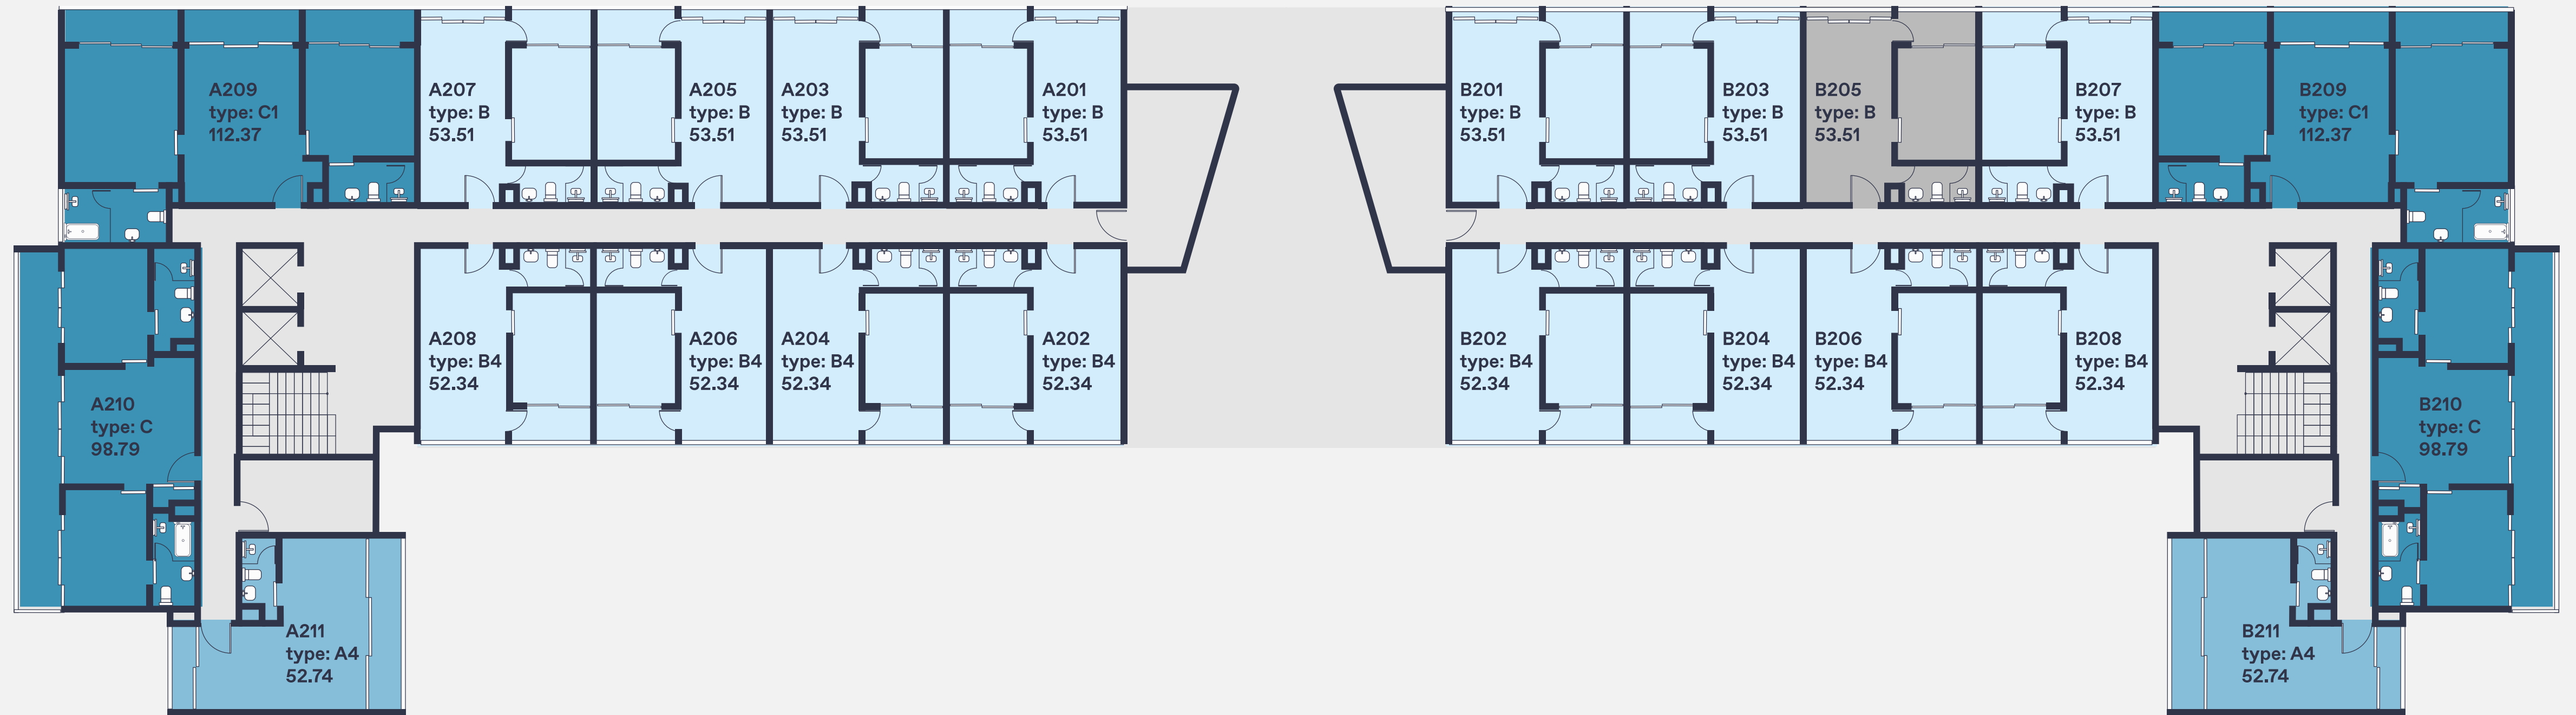 A209
type: C1
112.37
A207
type: B
53.51
A205
type: B
53.51
A203
type: B
53.51
A201
type: B
53.51
B201
type: B
53.51
B203
type: B
53.51
B205
type: B
53.51
B207
type: B
53.51
B209
type: C1
112.37
A210
type: C
98.79
A208
type: B4
52.34
A206
type: B4
52.34
A204
type: B4
52.34
A202
type: B4
52.34
B202
type: B4
52.34
B204
type: B4
52.34
B206
type: B4
52.34
B208
type: B4
52.34
B210
type: C
98.79
A211
type: A4
52.74
B211
type: A4
52.74